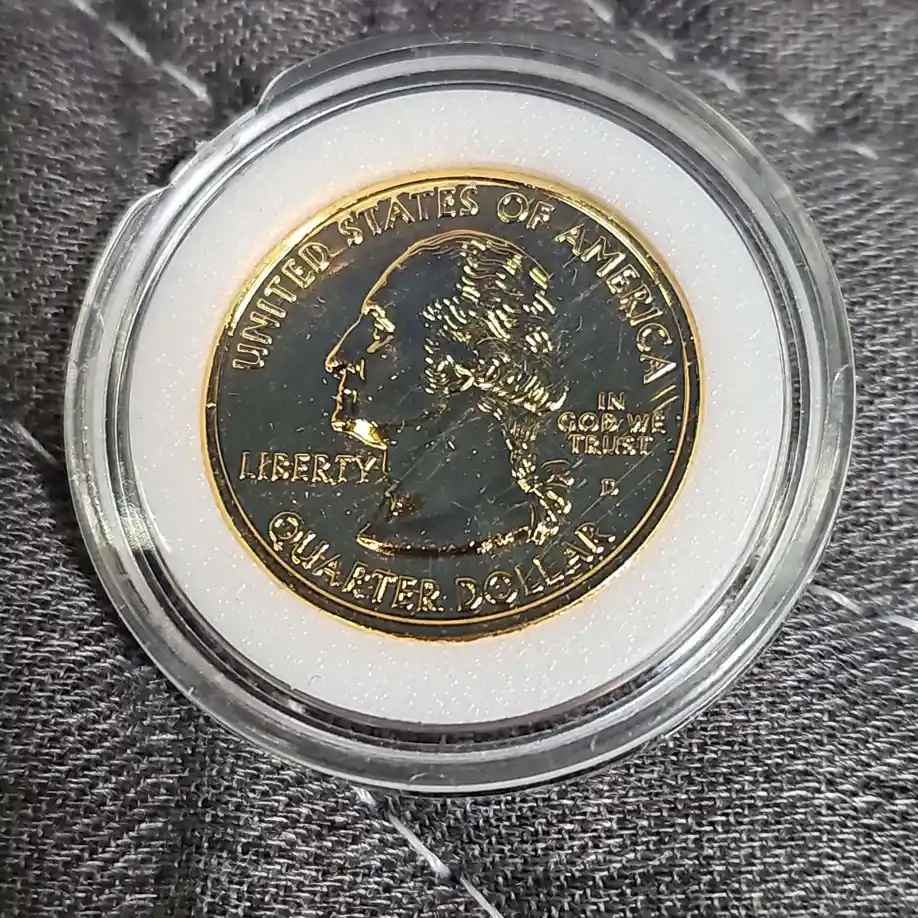 UNITED STATES OF AMERICA
LIBERTY
IN
GOD WE
TRUST
D
QUARTER DOLLAR